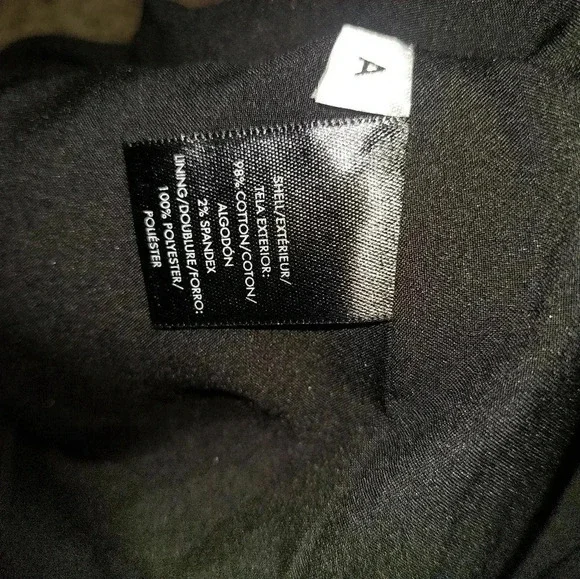 A
SHELL/EXTÉRIEUR/
TELA EXTERIOR:
98% COTTON/COTON/
ALGODÓN
2% SPANDEX
LINING/DOUBLURE/FORRO:
100% POLYESTER/
POLIÉSTER